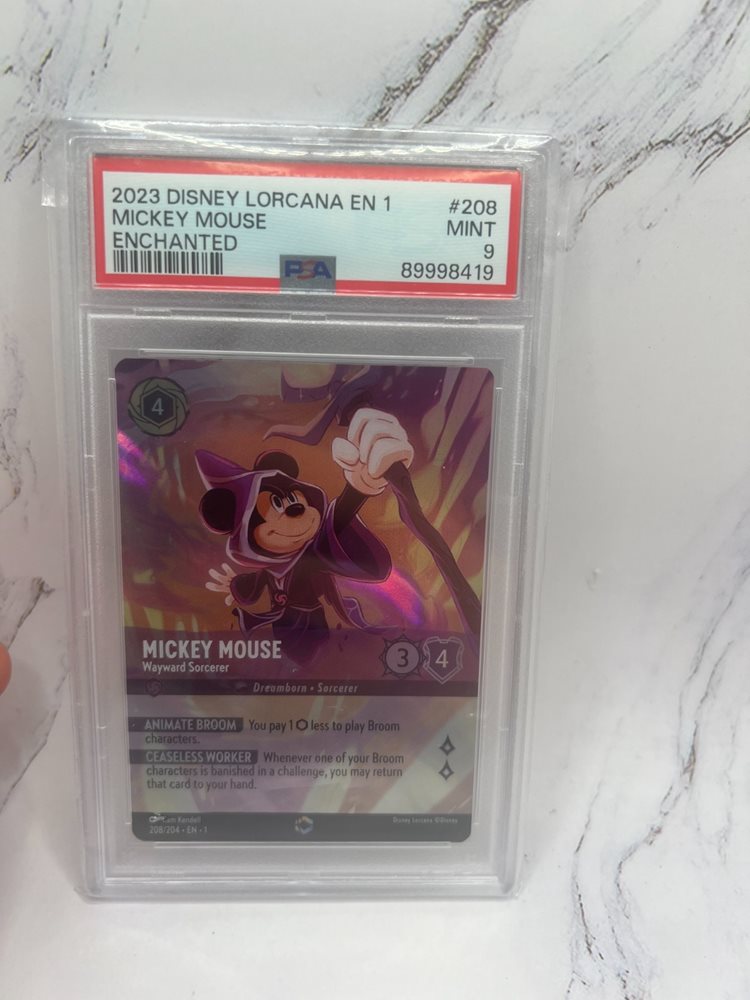 2023 DISNEY LORCANA EN 1 #208
MICKEY MOUSE MINT
ENCHANTED 9
PSA 89998419
4
MICKEY MOUSE
Wayward Sorcerer
3 4
Dreamborn • Sorcerer
ANIMATE BROOM You pay 1 less to play Broom
characters.
CEASELESS WORKER Whenever one of your Broom
characters is banished in a challenge, you may return
that card to your hand.
Kendell
Disney Lorcana ©Disney
208/204 • EN • 1